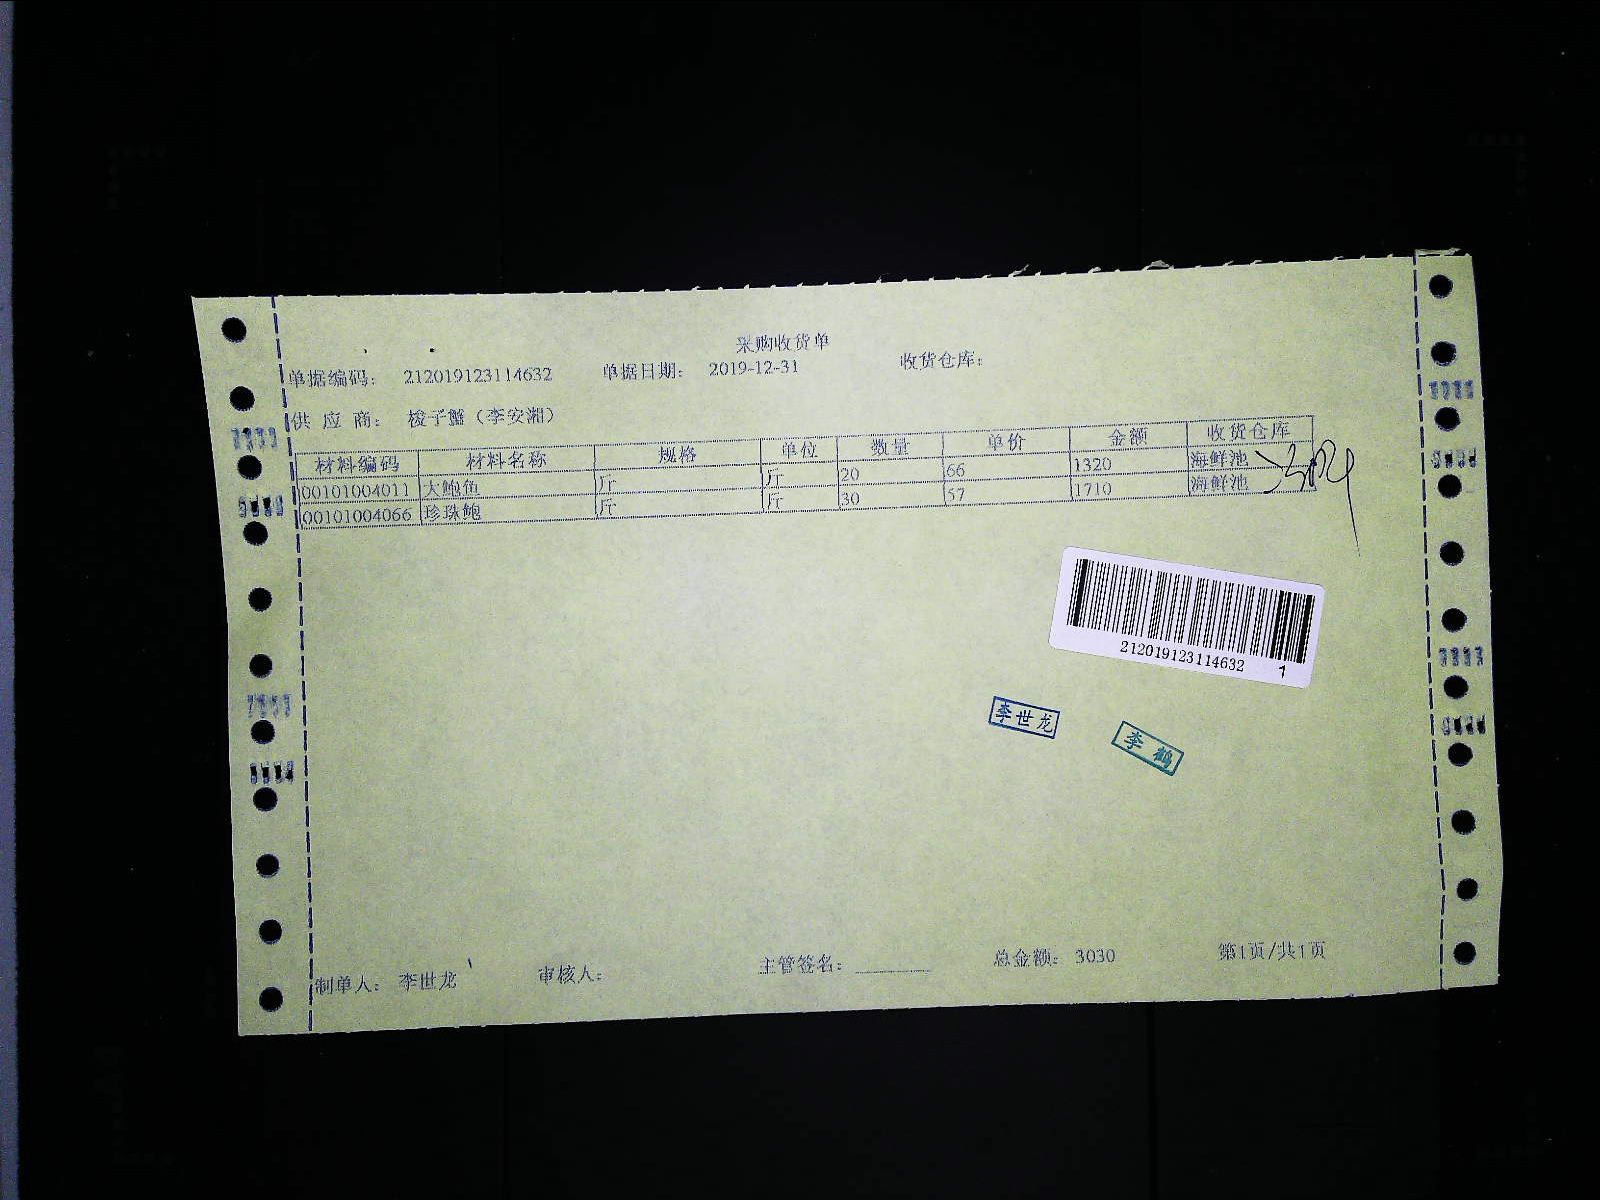 采购收货单
单据编码: 212019123114632 单据日期: 2019-12-31 收货仓库:
供应商: 梭子蟹（李安湘）
材料编码 材料名称 规格 单位 数量 单价 金额 收货仓库
00101004011 大鲍鱼 斤 斤 20 66 1320 海鲜池
00101004066 珍珠鲍 斤 斤 30 57 1710 海鲜池
212019123114632
1
李世龙
李鹤
制单人: 李世龙 审核人: 主管签名: 总金额: 3030 第1页/共1页